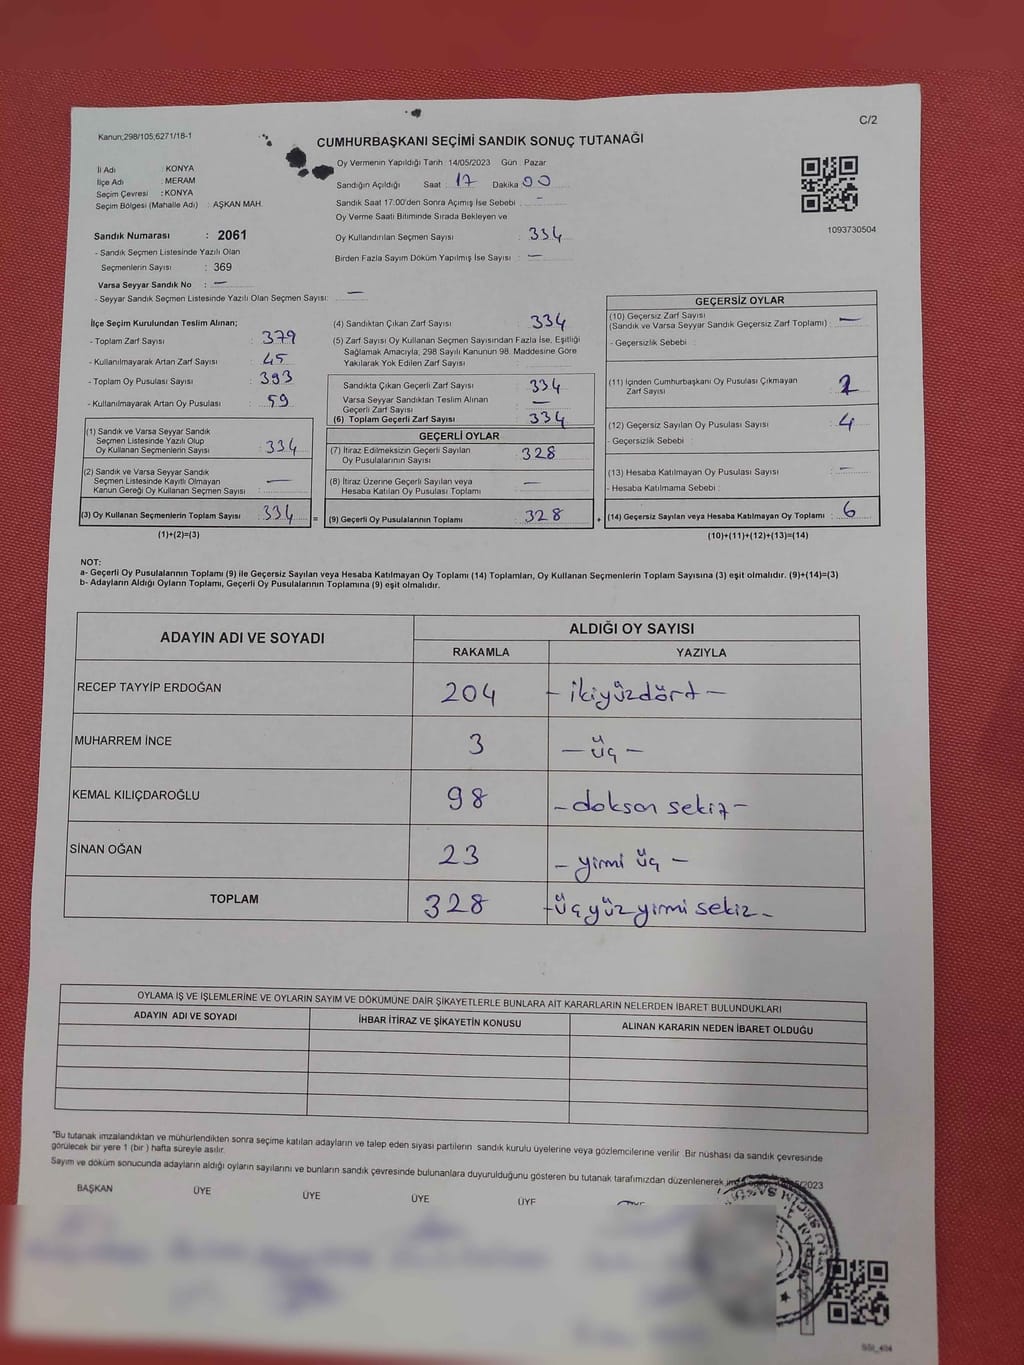 C/2
Kanun;298/105;6271/18-1
CUMHURBAŞKANI SEÇİMİ SANDIK SONUÇ TUTANAĞI
İl Adı : KONYA
İlçe Adı : MERAM
Seçim Çevresi : KONYA
Seçim Bölgesi (Mahalle Adı) : AŞKAN MAH.
Oy Vermenin Yapıldığı Tarih : 14/05/2023 Gün : Pazar
Sandığın Açıldığı Saat : 17 Dakika : 00
Sandık Saat 17:00'den Sonra Açımış İse Sebebi : -
Oy Verme Saati Bitiminde Sırada Bekleyen ve
Oy Kullandırılan Seçmen Sayısı : 334
Birden Fazla Sayım Döküm Yapılmış İse Sayısı : -
1093730504
Sandık Numarası : 2061
- Sandık Seçmen Listesinde Yazılı Olan
Seçmenlerin Sayısı : 369
Varsa Seyyar Sandık No : -
- Seyyar Sandık Seçmen Listesinde Yazılı Olan Seçmen Sayısı: -
İlçe Seçim Kurulundan Teslim Alınan;
- Toplam Zarf Sayısı : 379
- Kullanılmayarak Artan Zarf Sayısı : 45
- Toplam Oy Pusulası Sayısı : 393
- Kullanılmayarak Artan Oy Pusulası : 59
(1) Sandık ve Varsa Seyyar Sandık
Seçmen Listesinde Yazılı Olup
Oy Kullanan Seçmenlerin Sayısı : 334
(2) Sandık ve Varsa Seyyar Sandık
Seçmen Listesinde Kayıtlı Olmayan
Kanun Gereği Oy Kullanan Seçmen Sayısı : -
(3) Oy Kullanan Seçmenlerin Toplam Sayısı : 334 =
(1)+(2)=(3)
(4) Sandıktan Çıkan Zarf Sayısı : 334
(5) Zarf Sayısı Oy Kullanan Seçmen Sayısından Fazla İse, Eşitliği
Sağlamak Amacıyla, 298 Sayılı Kanunun 98. Maddesine Göre
Yakılarak Yok Edilen Zarf Sayısı :
Sandıkta Çıkan Geçerli Zarf Sayısı : 334
Varsa Seyyar Sandıktan Teslim Alınan
Geçerli Zarf Sayısı : -
(6) Toplam Geçerli Zarf Sayısı : 334
GEÇERLİ OYLAR
(7) İtiraz Edilmeksizin Geçerli Sayılan
Oy Pusulalarının Sayısı : 328
(8) İtiraz Üzerine Geçerli Sayılan veya
Hesaba Katılan Oy Pusulası Toplamı : -
(9) Geçerli Oy Pusulalarının Toplamı : 328 +
GEÇERSİZ OYLAR
(10) Geçersiz Zarf Sayısı
(Sandık ve Varsa Seyyar Sandık Geçersiz Zarf Toplamı) : -
- Geçersizlik Sebebi :
(11) İçinden Cumhurbaşkanı Oy Pusulası Çıkmayan
Zarf Sayısı : 2
(12) Geçersiz Sayılan Oy Pusulası Sayısı : 4
- Geçersizlik Sebebi :
(13) Hesaba Katılmayan Oy Pusulası Sayısı : -
- Hesaba Katılmama Sebebi :
(14) Geçersiz Sayılan veya Hesaba Katılmayan Oy Toplamı : 6
(10)+(11)+(12)+(13)=(14)
NOT:
a- Geçerli Oy Pusulalarının Toplamı (9) ile Geçersiz Sayılan veya Hesaba Katılmayan Oy Toplamı (14) Toplamları, Oy Kullanan Seçmenlerin Toplam Sayısına (3) eşit olmalıdır. (9)+(14)=(3)
b- Adayların Aldığı Oyların Toplamı, Geçerli Oy Pusulalarının Toplamına (9) eşit olmalıdır.
ADAYIN ADI VE SOYADI
ALDIĞI OY SAYISI
RAKAMLA YAZIYLA
RECEP TAYYİP ERDOĞAN 204 - ikiyüzdört -
MUHARREM İNCE 3 - üç -
KEMAL KILIÇDAROĞLU 98 - doksan sekiz -
SİNAN OĞAN 23 - yirmi üç -
TOPLAM 328 - üçyüzyirmi sekiz -
OYLAMA İŞ VE İŞLEMLERİNE VE OYLARIN SAYIM VE DÖKÜMÜNE DAİR ŞİKAYETLERLE BUNLARA AİT KARARLARIN NELERDEN İBARET BULUNDUKLARI
ADAYIN ADI VE SOYADI İHBAR İTİRAZ VE ŞİKAYETİN KONUSU ALINAN KARARIN NEDEN İBARET OLDUĞU
*Bu tutanak imzalandıktan ve mühürlendikten sonra seçime katılan adayların ve talep eden siyasi partilerin sandık kurulu üyelerine veya gözlemcilerine verilir. Bir nüshası da sandık çevresinde
görülecek bir yere 1 (bir ) hafta süreyle asılır.
Sayım ve döküm sonucunda adayların aldığı oyların sayılarını ve bunların sandık çevresinde bulunanlara duyurulduğunu gösteren bu tutanak tarafımızdan düzenlenerek /2023
BAŞKAN ÜYE ÜYE ÜYE ÜYE